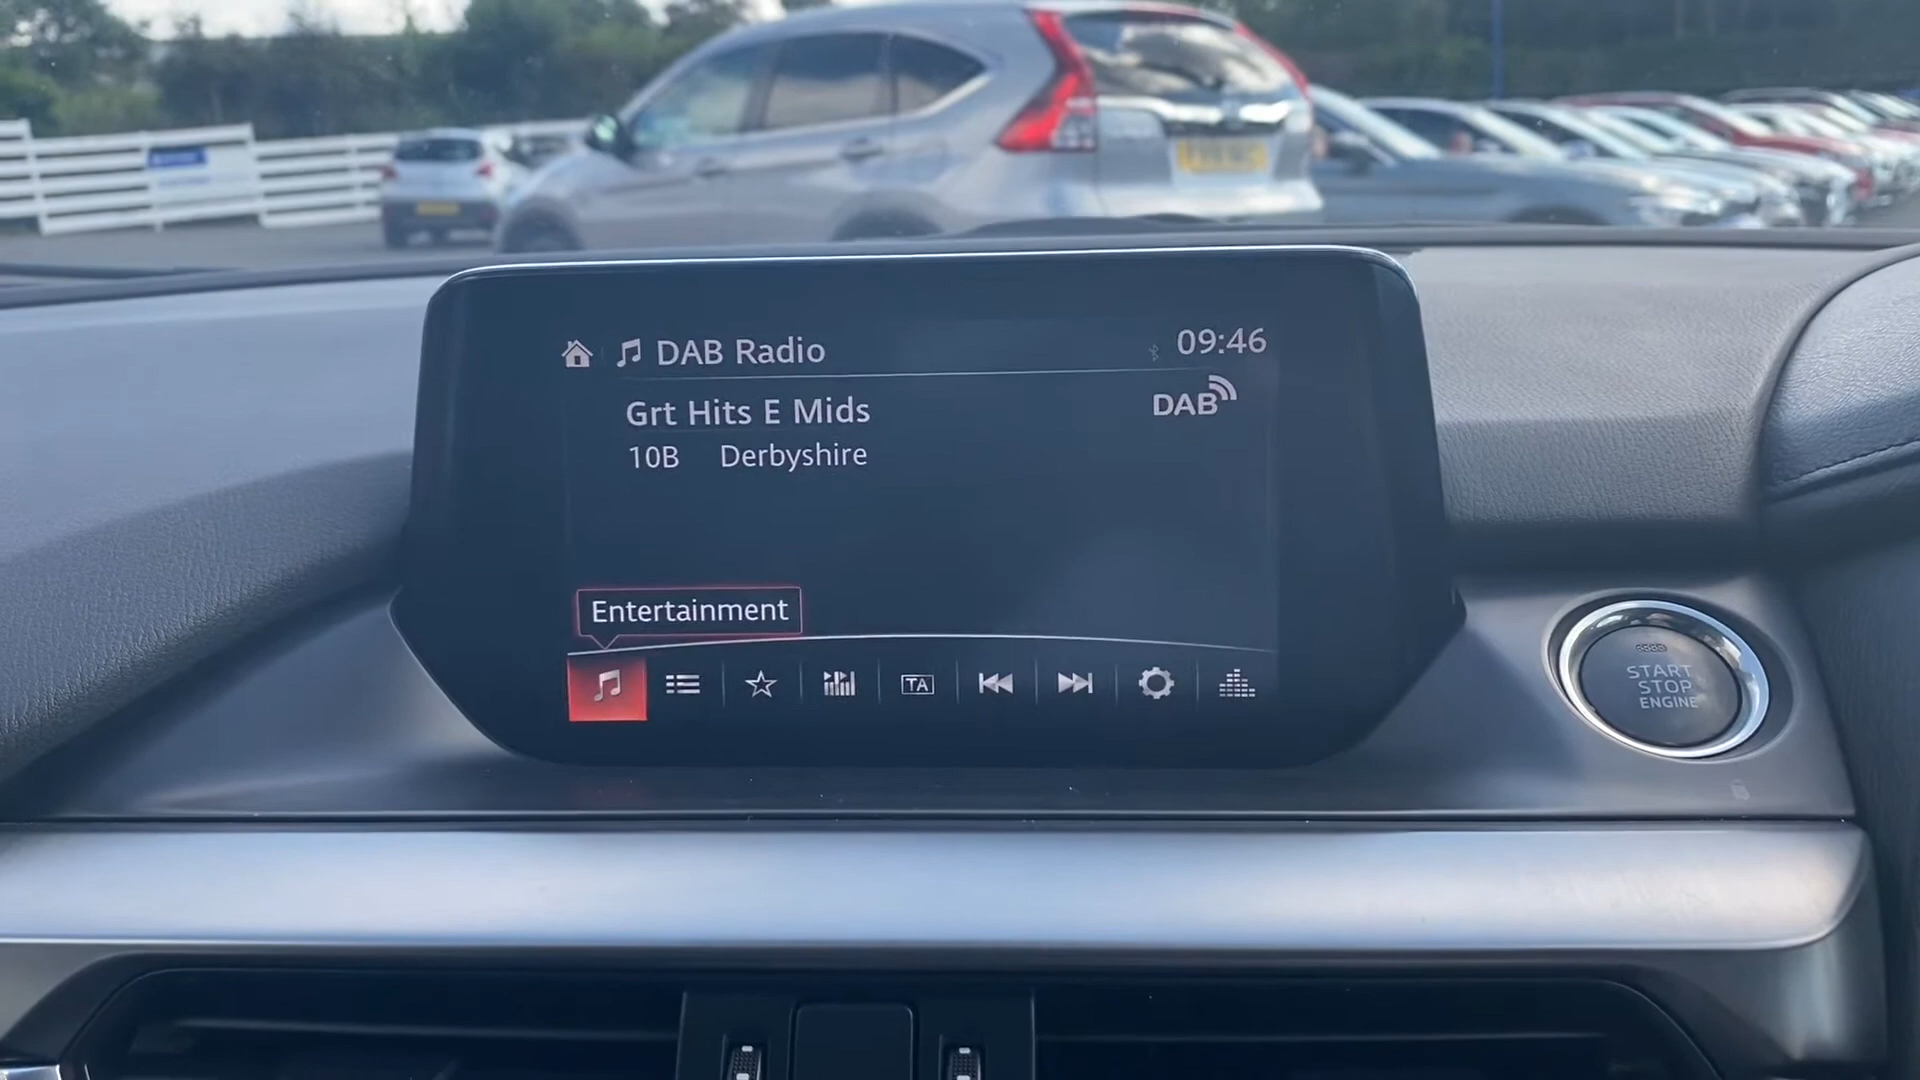 DAB Radio
09:46
Grt Hits E Mids
DAB
10B Derbyshire
Entertainment
TA
START
STOP
ENGINE